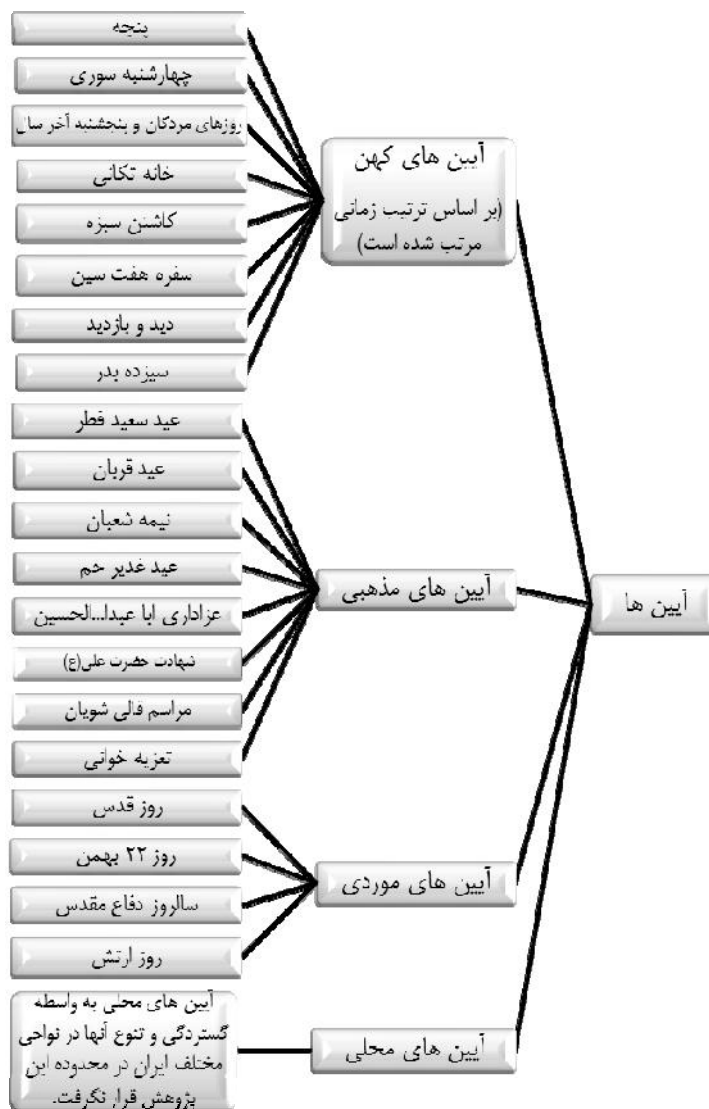 آیین ها
آیین های کهن
(بر اساس ترتیب زمانی
مرتب شده است)
پنجه
چهارشنبه سوری
روزهای مردگان و پنجشنبه آخر سال
خانه تکانی
کاشتن سبزه
سفره هفت سین
دید و بازدید
سیزده بدر
آیین های مذهبی
عید سعید فطر
عید قربان
نیمه شعبان
عید غدیر خم
عزاداری ابا عبدا...الحسین
شهادت حضرت علی(ع)
مراسم قالی شویان
تعزیه خوانی
آیین های موردی
روز قدس
روز ۲۲ بهمن
سالروز دفاع مقدس
روز ارتش
آیین های محلی
آیین های محلی به واسطه
گستردگی و تنوع آنها در نواحی
مختلف ایران در محدوده این
پژوهش قرار نگرفت.